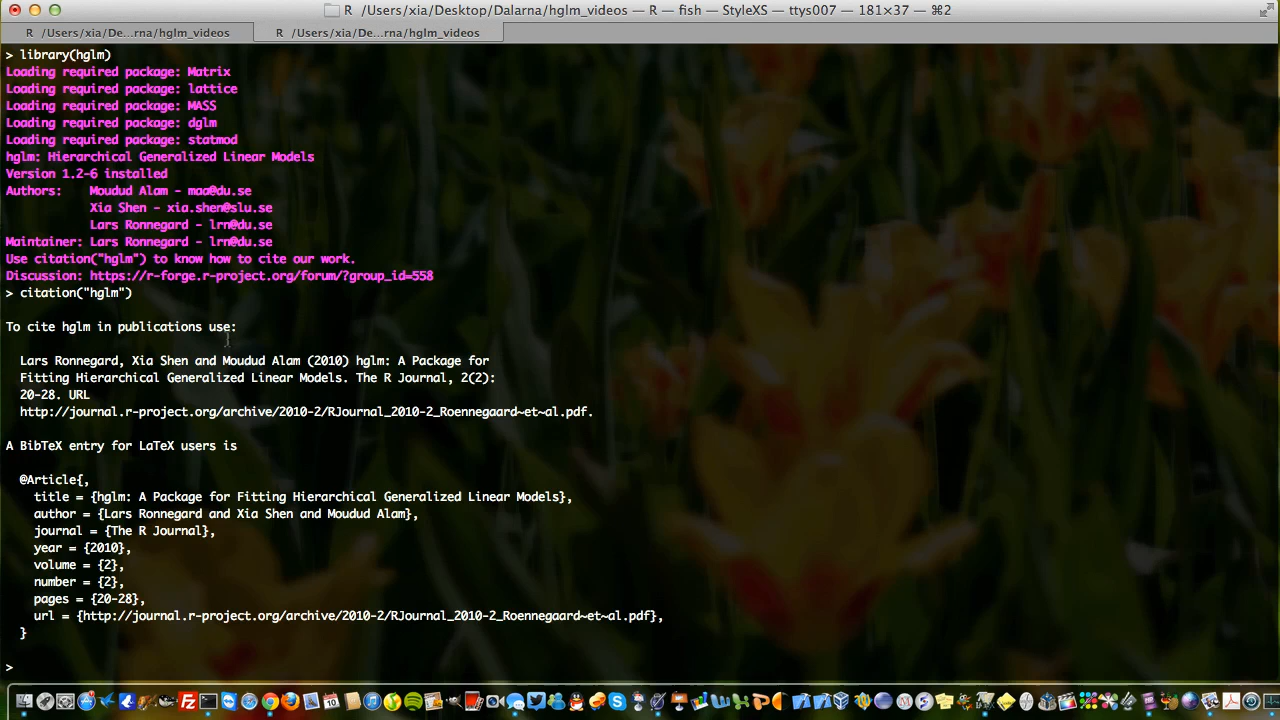 R /Users/xia/Desktop/Dalarna/hglm_videos — R — fish — StyleXS — ttys007 — 181×37 — ⌘2
R /Users/xia/De...rna/hglm_videos R /Users/xia/De...rna/hglm_videos
> library(hglm)
Loading required package: Matrix
Loading required package: lattice
Loading required package: MASS
Loading required package: dglm
Loading required package: statmod
hglm: Hierarchical Generalized Linear Models
Version 1.2-6 installed
Authors: Moudud Alam - maa@du.se
Xia Shen - xia.shen@slu.se
Lars Ronnegard - lrn@du.se
Maintainer: Lars Ronnegard - lrn@du.se
Use citation("hglm") to know how to cite our work.
Discussion: https://r-forge.r-project.org/forum/?group_id=558
> citation("hglm")
To cite hglm in publications use:
Lars Ronnegard, Xia Shen and Moudud Alam (2010) hglm: A Package for
Fitting Hierarchical Generalized Linear Models. The R Journal, 2(2):
20-28. URL
http://journal.r-project.org/archive/2010-2/RJournal_2010-2_Roennegaard~et~al.pdf.
A BibTeX entry for LaTeX users is
@Article{,
title = {hglm: A Package for Fitting Hierarchical Generalized Linear Models},
author = {Lars Ronnegard and Xia Shen and Moudud Alam},
journal = {The R Journal},
year = {2010},
volume = {2},
number = {2},
pages = {20-28},
url = {http://journal.r-project.org/archive/2010-2/RJournal_2010-2_Roennegaard~et~al.pdf},
}
>